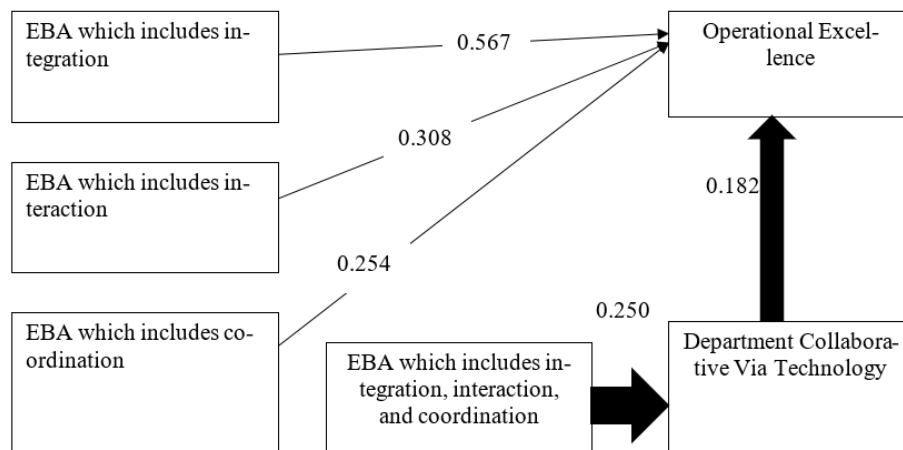 EBA which includes in-
tegration
0.567
Operational Excel-
lence
EBA which includes in-
teraction
0.308
0.182
EBA which includes co-
ordination
0.254
0.250
EBA which includes in-
tegration, interaction,
and coordination
Department Collabora-
tive Via Technology